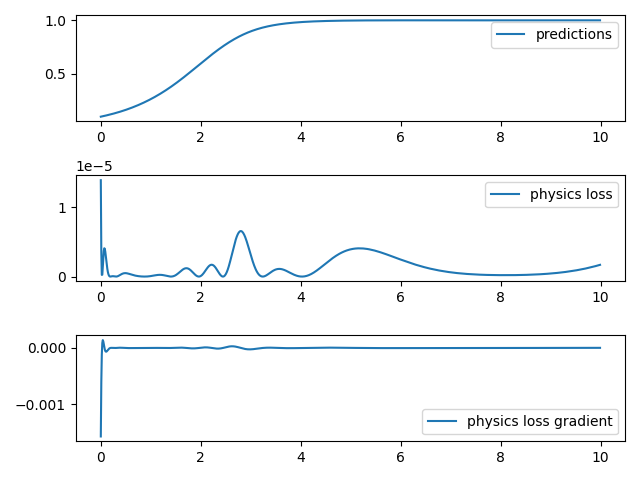 1.0
predictions
0.5
0 2 4 6 8 10
1e−5
physics loss
1
0
0 2 4 6 8 10
0.000
−0.001
physics loss gradient
0 2 4 6 8 10